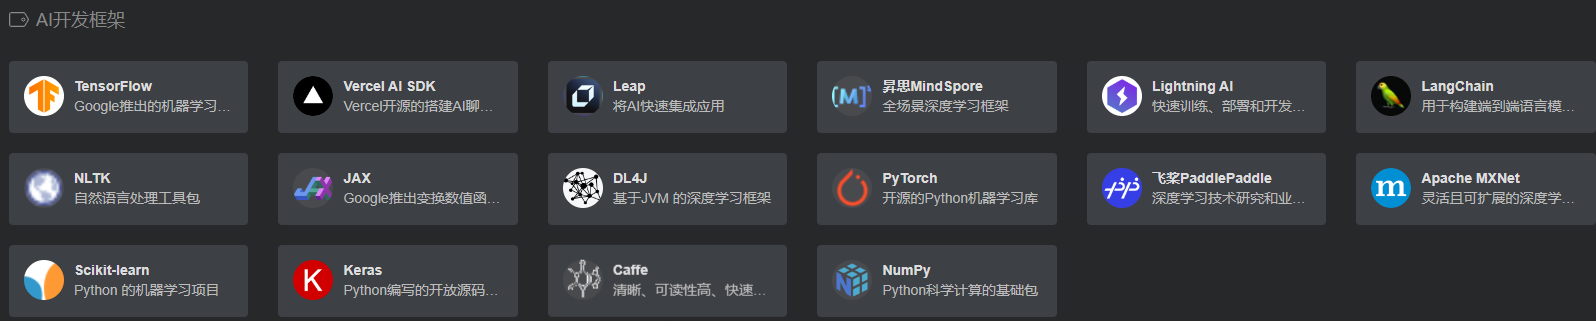 AI开发框架
TensorFlow
Google推出的机器学习...
Vercel AI SDK
Vercel开源的搭建AI聊...
Leap
将AI快速集成应用
[M]
昇思MindSpore
全场景深度学习框架
Lightning AI
快速训练、部署和开发...
LangChain
用于构建端到端语言模...
NLTK
自然语言处理工具包
JAX
JAX
Google推出变换数值函...
DL4J
基于JVM 的深度学习框架
PyTorch
开源的Python机器学习库
飞桨PaddlePaddle
深度学习技术研究和业...
m
Apache MXNet
灵活且可扩展的深度学...
Scikit-learn
Python 的机器学习项目
K
Keras
Python编写的开放源码...
Caffe
清晰、可读性高、快速...
N
NumPy
Python科学计算的基础包